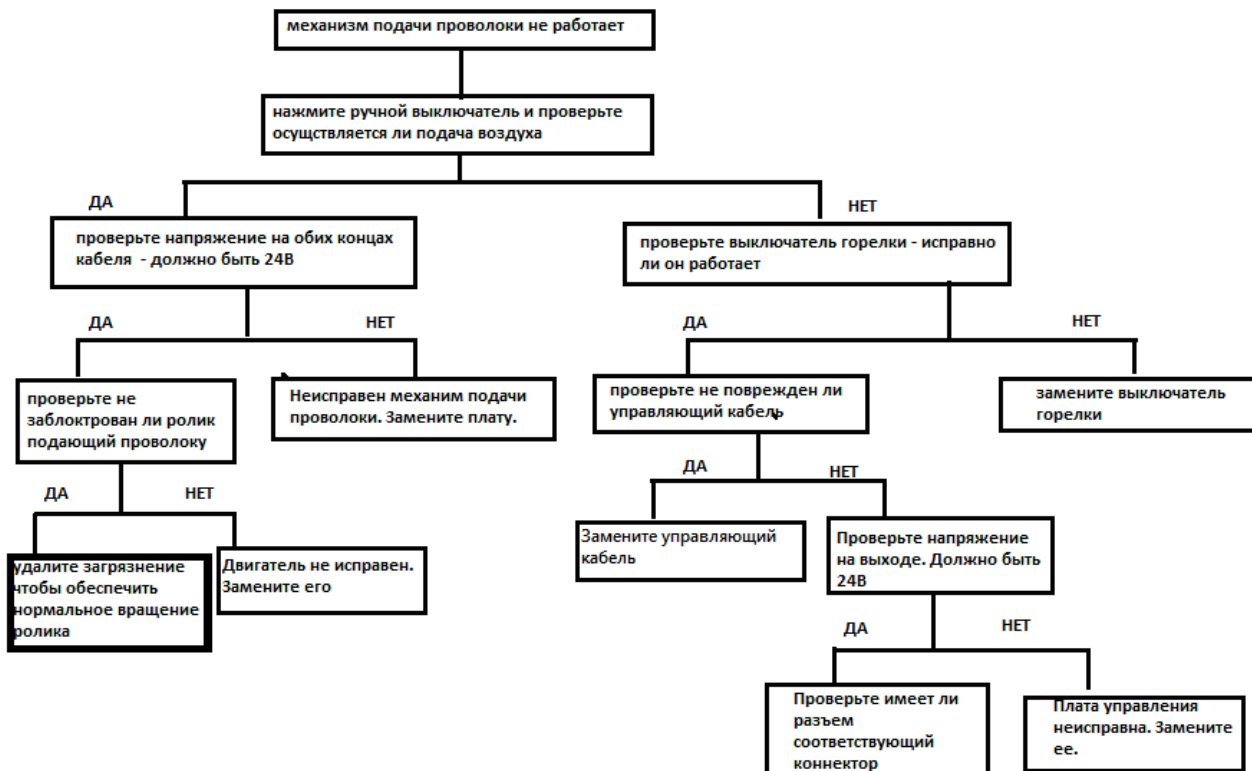 механизм подачи проволоки не работает
нажмите ручной выключатель и проверьте
осущствляется ли подача воздуха
ДА
НЕТ
проверьте напряжение на обих концах
кабеля - должно быть 24В
проверьте выключатель горелки - исправно
ли он работает
ДА
НЕТ
ДА
НЕТ
проверьте не
заблоктрован ли ролик
подающий проволоку
Неисправен механим подачи
проволоки. Замените плату.
проверьте не поврежден ли
управляющий кабель
замените выключатель
горелки
ДА
НЕТ
ДА
НЕТ
удалите загрязнение
чтобы обеспечить
нормальное вращение
ролика
Двигатель не исправен.
Замените его
Замените управляющий
кабель
Проверьте напряжение
на выходе. Должно быть
24В
ДА
НЕТ
Проверьте имеет ли
разъем
соответствующий
коннектор
Плата управления
неисправна. Замените
ее.